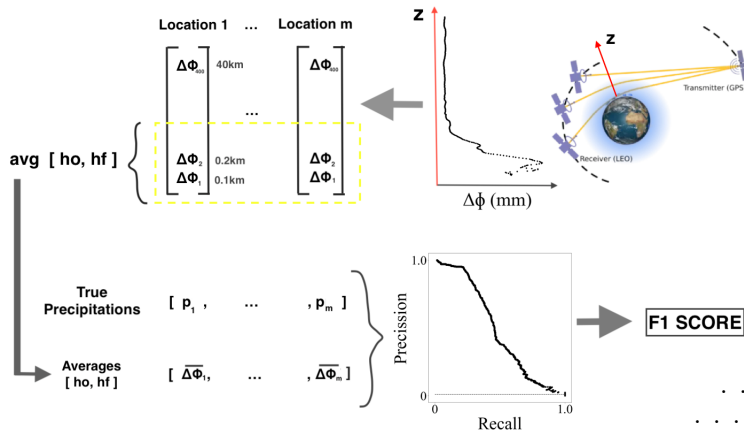 Location 1 ... Location m
ΔΦ₄₀₀ 40km ΔΦ₄₀₀
...
avg [ ho, hf ]
ΔΦ₂ 0.2km ΔΦ₂
ΔΦ₁ 0.1km ΔΦ₁
z
Δϕ (mm)
z
Transmitter (GPS
Receiver (LEO)
True
Precipitations
[ p₁ , ... , pₘ ]
Averages
[ ho, hf ]
[ Δ̅Φ̅₁, ... , Δ̅Φ̅ₘ ]
1.0
Precission
0
0 1.0
Recall
F1 SCORE